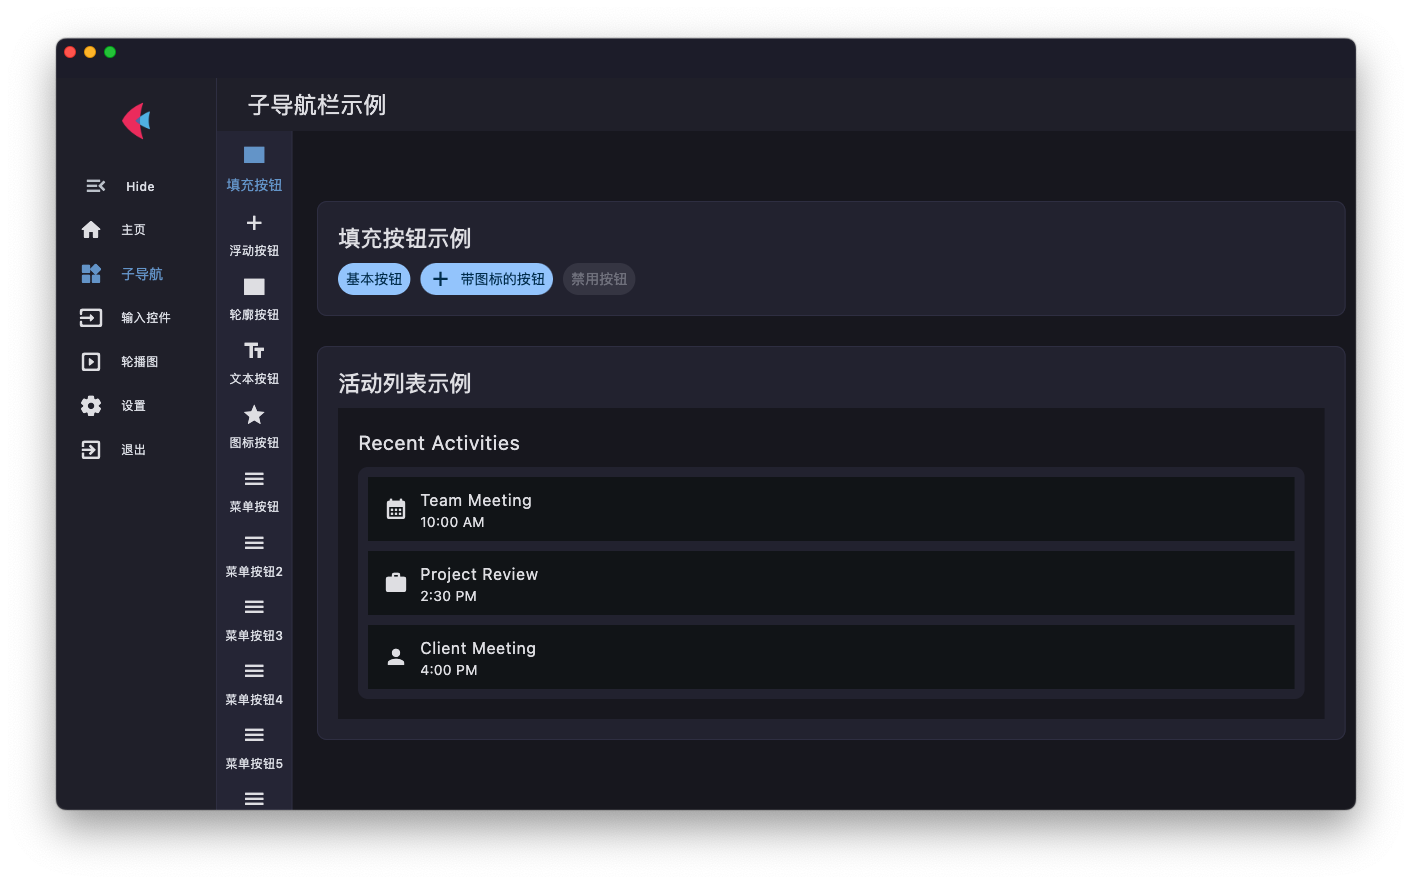 子导航栏示例
Hide
主页
子导航
输入控件
轮播图
设置
退出
填充按钮
浮动按钮
轮廓按钮
文本按钮
图标按钮
菜单按钮
菜单按钮2
菜单按钮3
菜单按钮4
菜单按钮5
填充按钮示例
基本按钮
带图标的按钮
禁用按钮
活动列表示例
Recent Activities
Team Meeting
10:00 AM
Project Review
2:30 PM
Client Meeting
4:00 PM